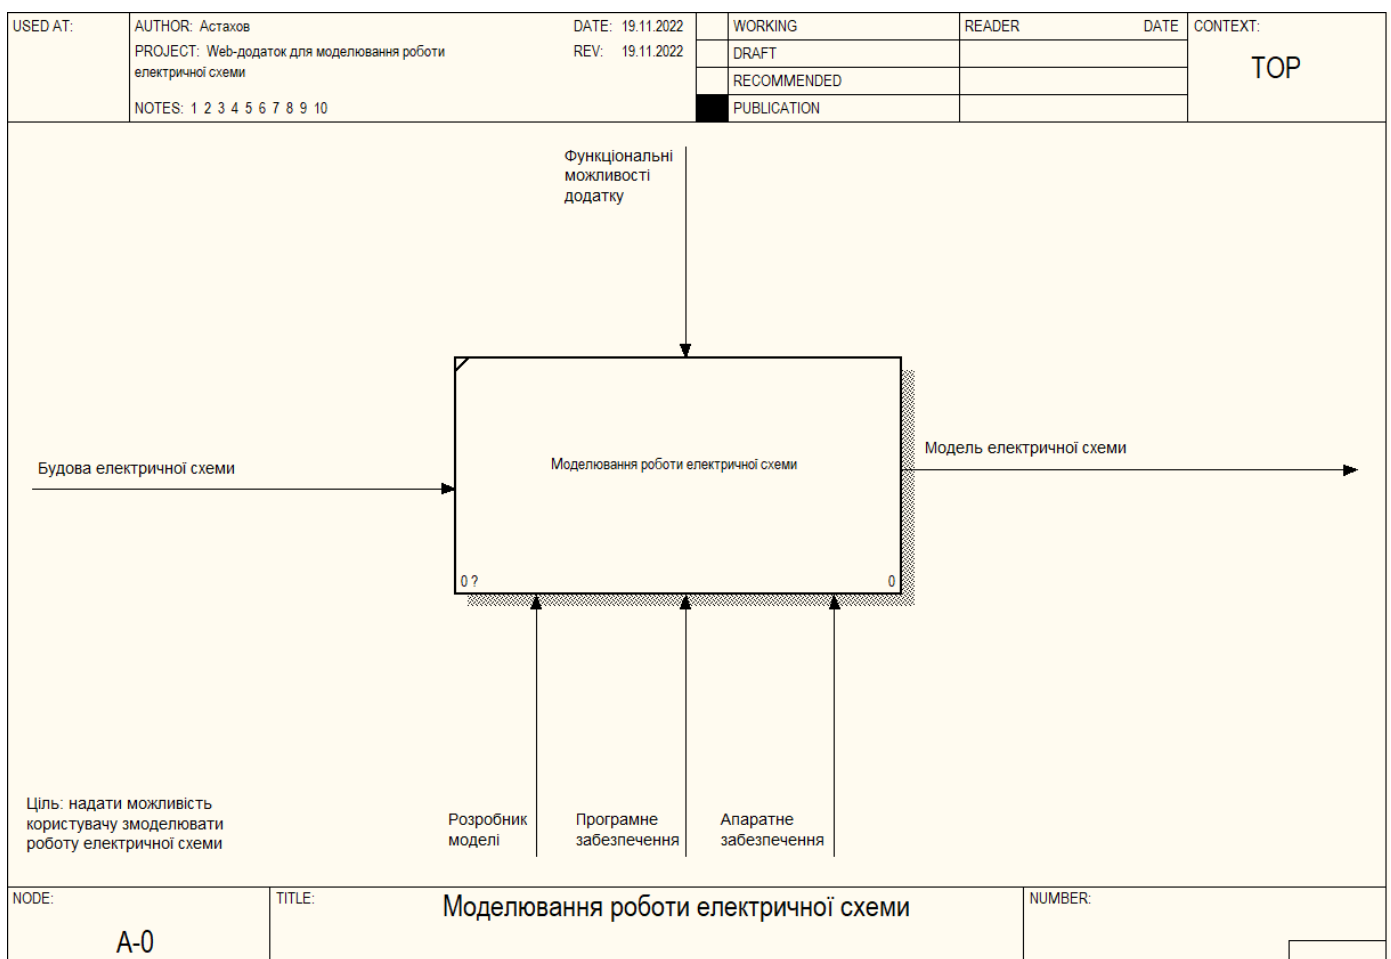 USED AT:
AUTHOR: Астахов
DATE: 19.11.2022
PROJECT: Web-додаток для моделювання роботи
електричної схеми
REV: 19.11.2022
NOTES: 1 2 3 4 5 6 7 8 9 10
WORKING
DRAFT
RECOMMENDED
PUBLICATION
READER DATE
CONTEXT:
TOP
Функціональні
можливості
додатку
Будова електричної схеми
Моделювання роботи електричної схеми
0 ?
0
Модель електричної схеми
Ціль: надати можливість
користувачу змоделювати
роботу електричної схеми
Розробник
моделі
Програмне
забезпечення
Апаратне
забезпечення
NODE:
A-0
TITLE:
Моделювання роботи електричної схеми
NUMBER: